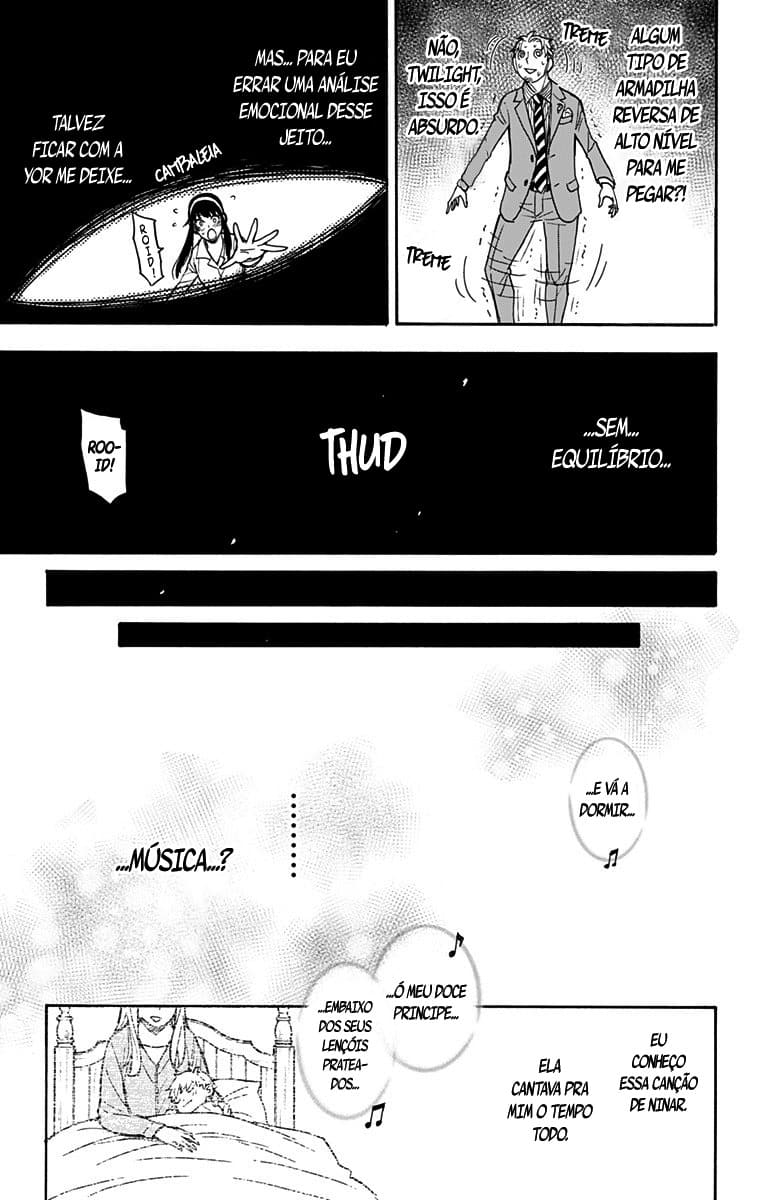 ALGUM
TIPO DE
ARMADILHA
REVERSA DE
ALTO NÍVEL
PARA ME
PEGAR?!
TREME
NÃO,
TWILIGHT,
ISSO É
ABSURDO.
TREME
MAS... PARA EU
ERRAR UMA ANÁLISE
EMOCIONAL DESSE
JEITO...
TALVEZ
FICAR COM A
YOR ME DEIXE...
CAMBALEIA
ROID!
...SEM...
EQUILÍBRIO...
THUD
ROO-
ID!
...E VÁ A
DORMIR...
...MÚSICA...?
...Ó MEU DOCE
PRINCIPE...
...EMBAIXO
DOS SEUS
LENÇÓIS
PRATEA-
DOS...
EU
CONHEÇO
ESSA CANÇÃO
DE NINAR.
ELA
CANTAVA PRA
MIM O TEMPO
TODO.